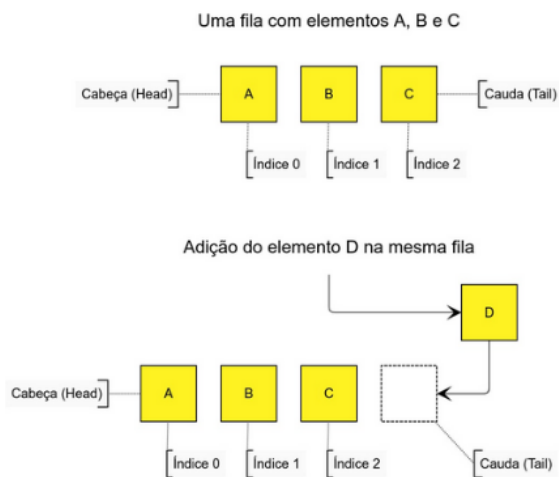 Uma fila com elementos A, B e C
Cabeça (Head)
A
B
C
Cauda (Tail)
Índice 0
Índice 1
Índice 2
Adição do elemento D na mesma fila
D
Cabeça (Head)
A
B
C
Índice 0
Índice 1
Índice 2
Cauda (Tail)